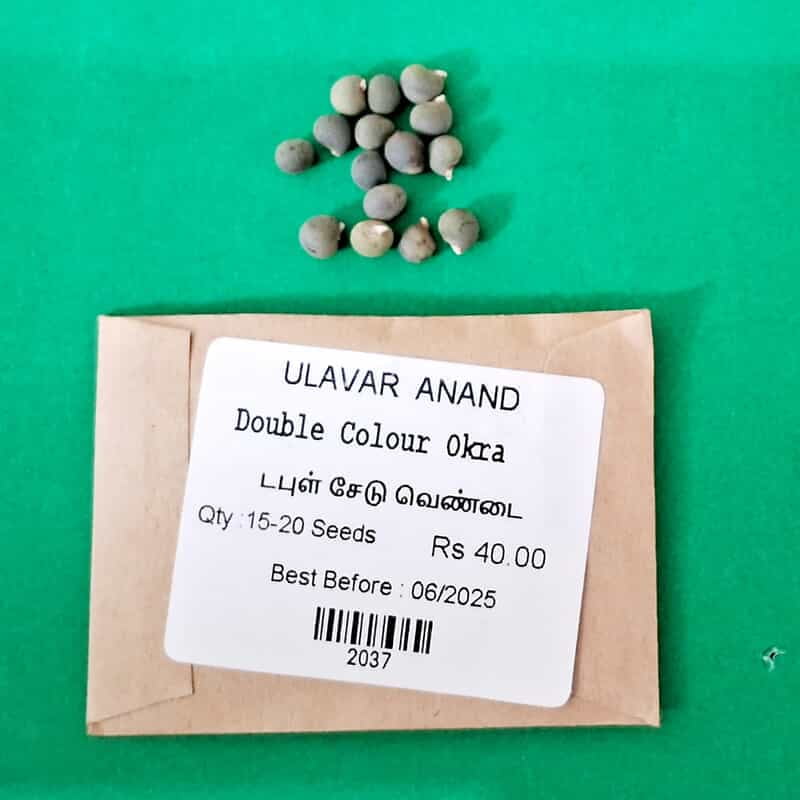 ULAVAR ANAND
Double Colour Okra
டபுள் சேடு வெண்டை
Qty : 15-20 Seeds
Rs 40.00
Best Before : 06/2025
2037